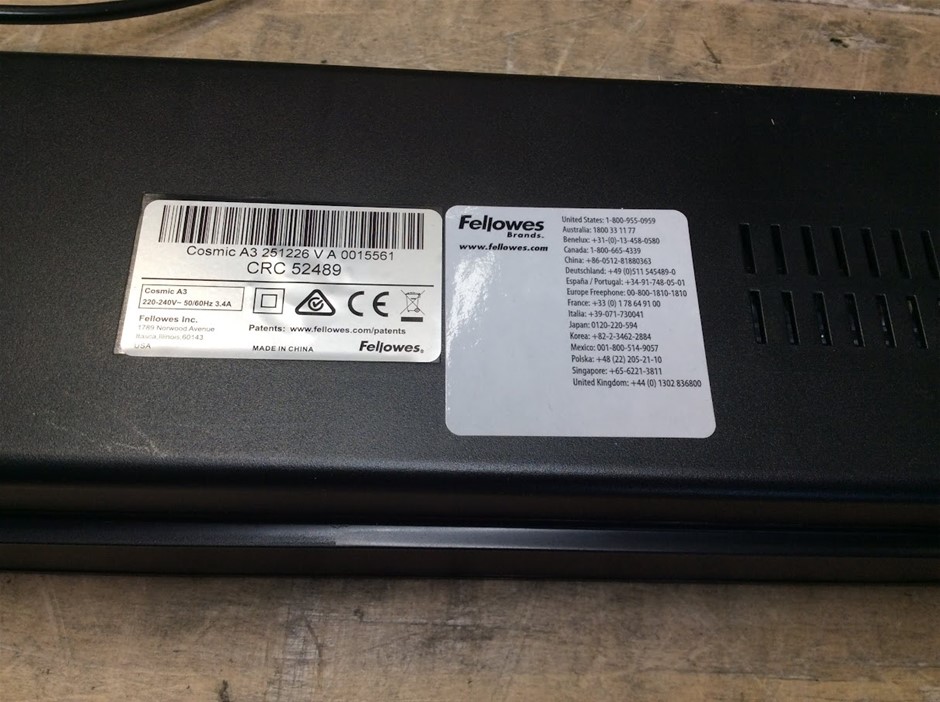 Cosmic A3 251226 V A 0015561
CRC 52489
Cosmic A3
220-240V~ 50/60Hz 3.4A
CE
Fellowes Inc.
1789 Norwood Avenue
Itasca, Illinois, 60143
USA
Patents: www.fellowes.com/patents
MADE IN CHINA
Fellowes®
Fellowes
Brands™
www.fellowes.com
United States: 1-800-955-0959
Australia: 1800 33 11 77
Benelux: +31-(0)-13-458-0580
Canada: 1-800-665-4339
China: +86-0512-81880363
Deutschland: +49 (0)511 545489-0
España / Portugal: +34-91-748-05-01
Europe Freephone: 00-800-1810-1810
France: +33 (0) 1 78 64 91 00
Italia: +39-071-730041
Japan: 0120-220-594
Korea: +82-2-3462-2884
Mexico: 001-800-514-9057
Polska: +48 (22) 205-21-10
Singapore: +65-6221-3811
United Kingdom: +44 (0) 1302 836800